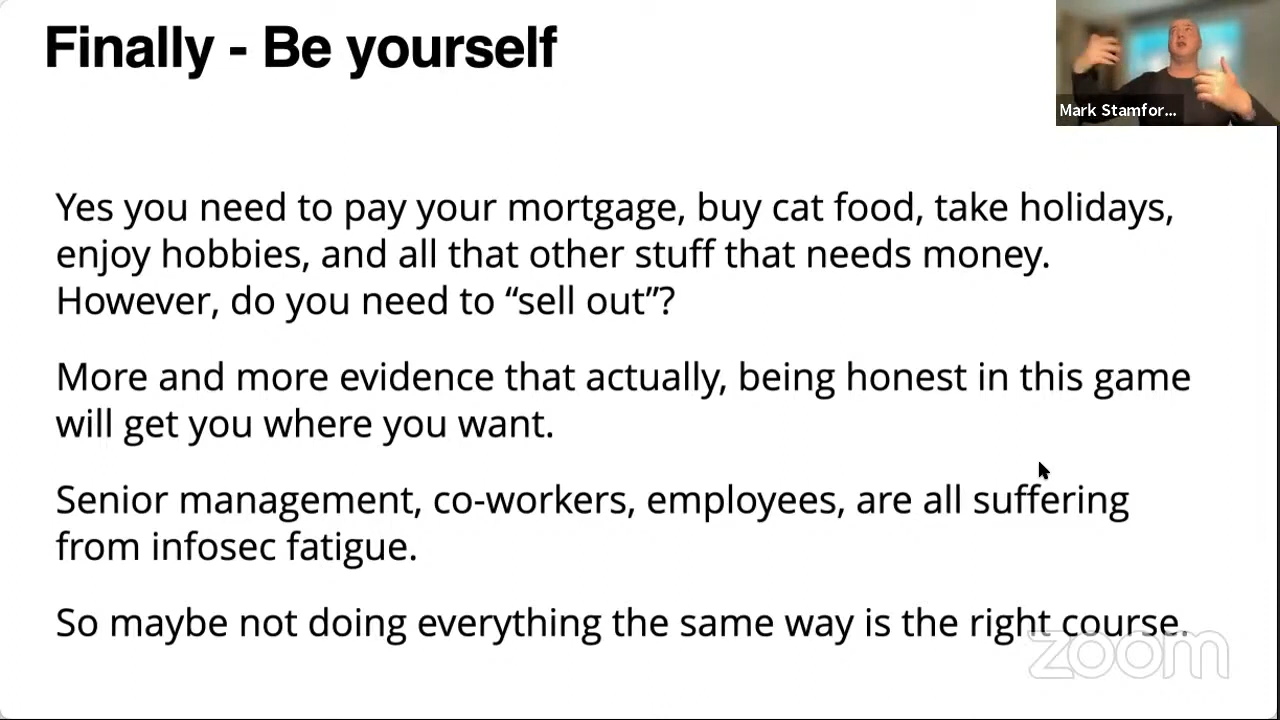 Finally - Be yourself
Mark Stamfor...
Yes you need to pay your mortgage, buy cat food, take holidays,
enjoy hobbies, and all that other stuff that needs money.
However, do you need to “sell out”?
More and more evidence that actually, being honest in this game
will get you where you want.
Senior management, co-workers, employees, are all suffering
from infosec fatigue.
So maybe not doing everything the same way is the right course.
zoom